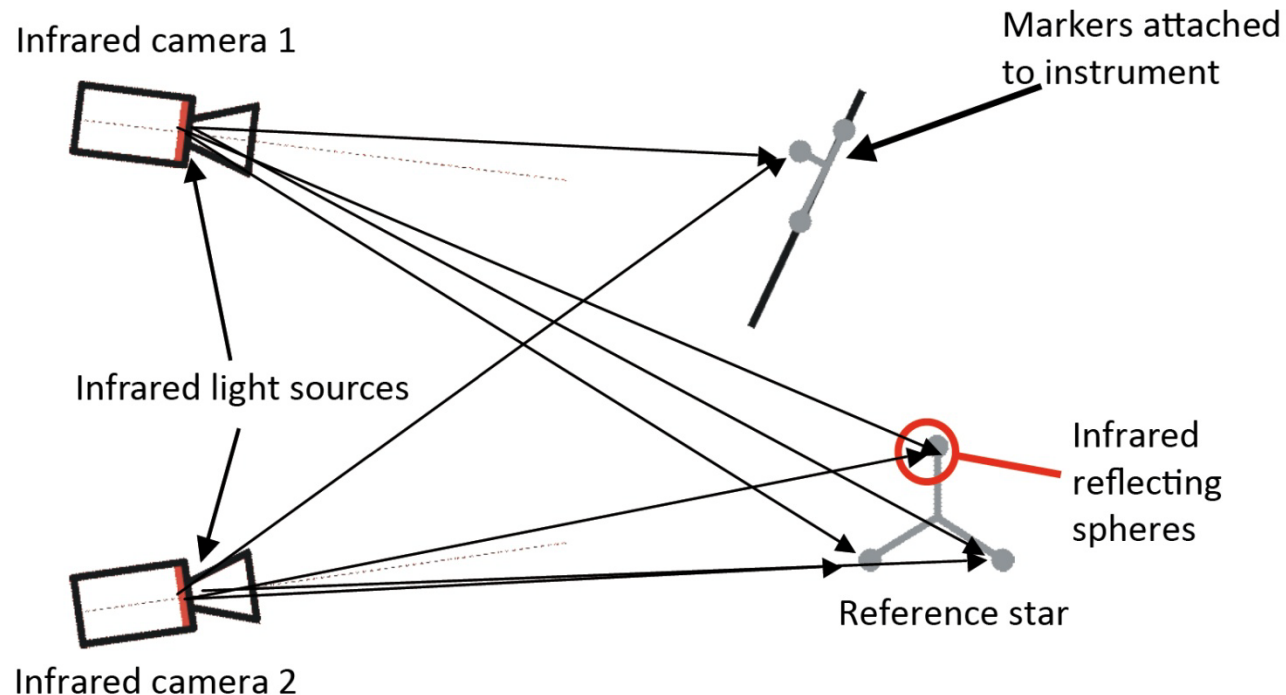 Infrared camera 1
Markers attached
to instrument
Infrared light sources
Infrared
reflecting
spheres
Reference star
Infrared camera 2